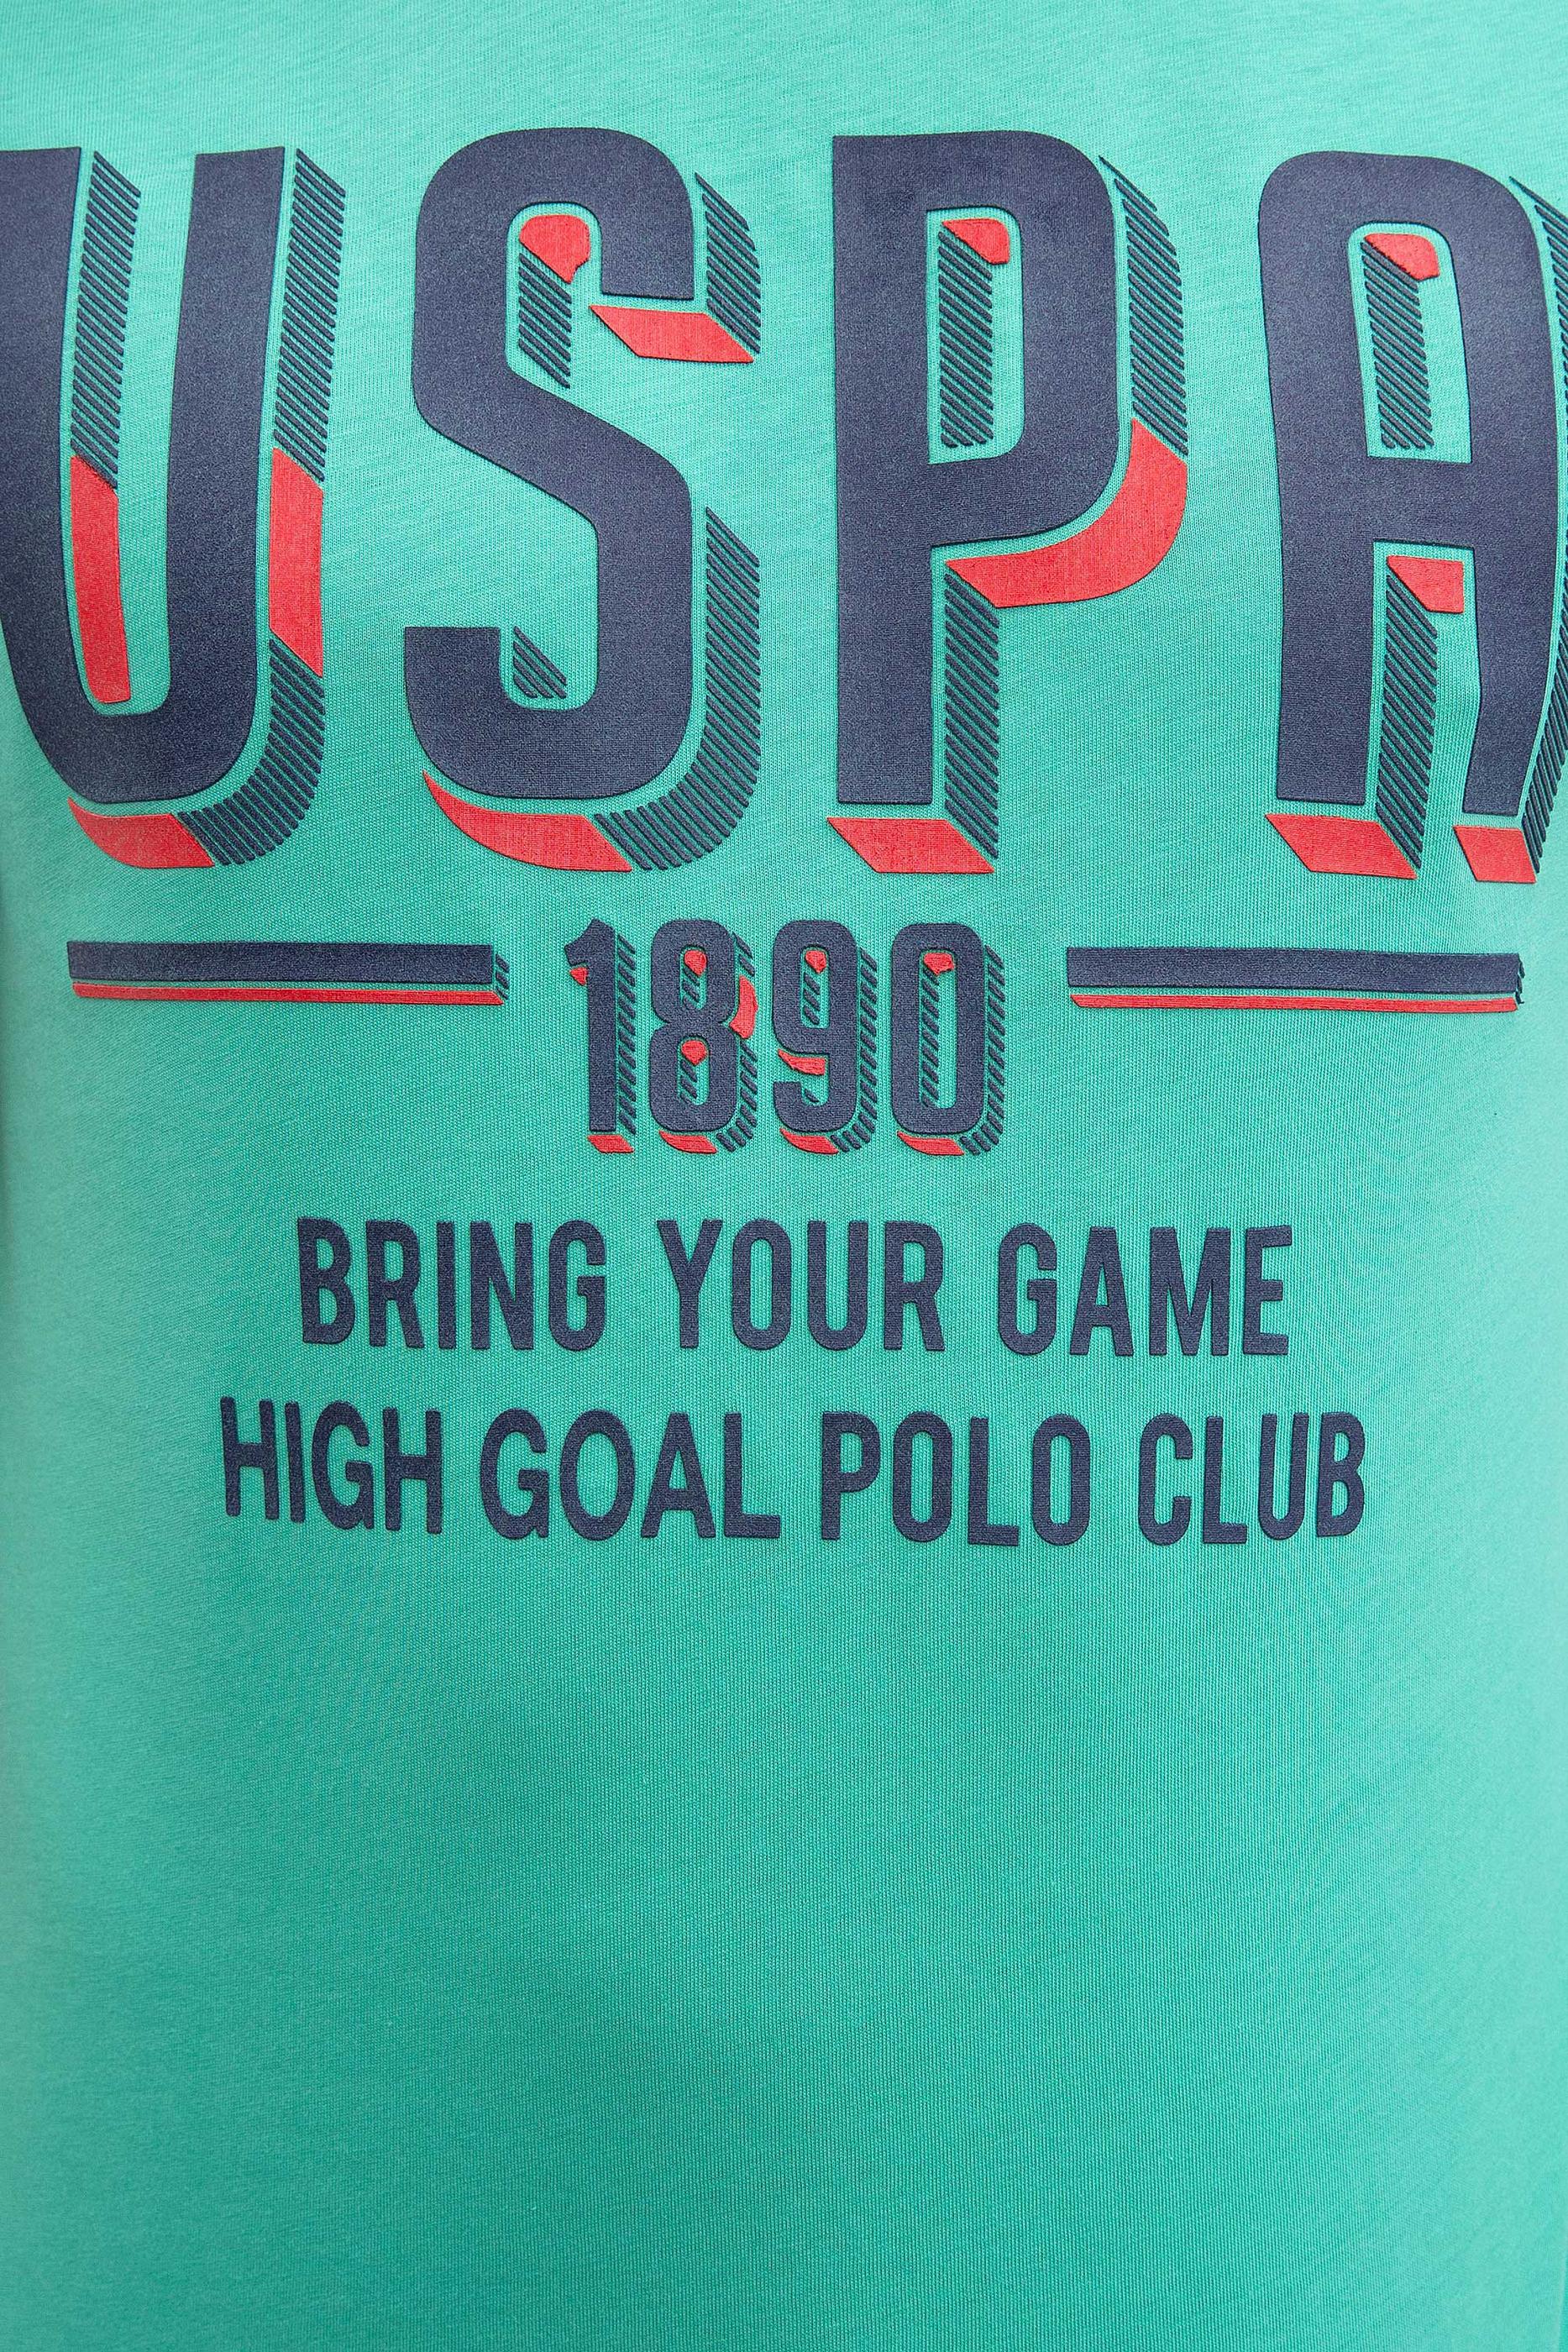 USPA
1890
BRING YOUR GAME
HIGH GOAL POLO CLUB